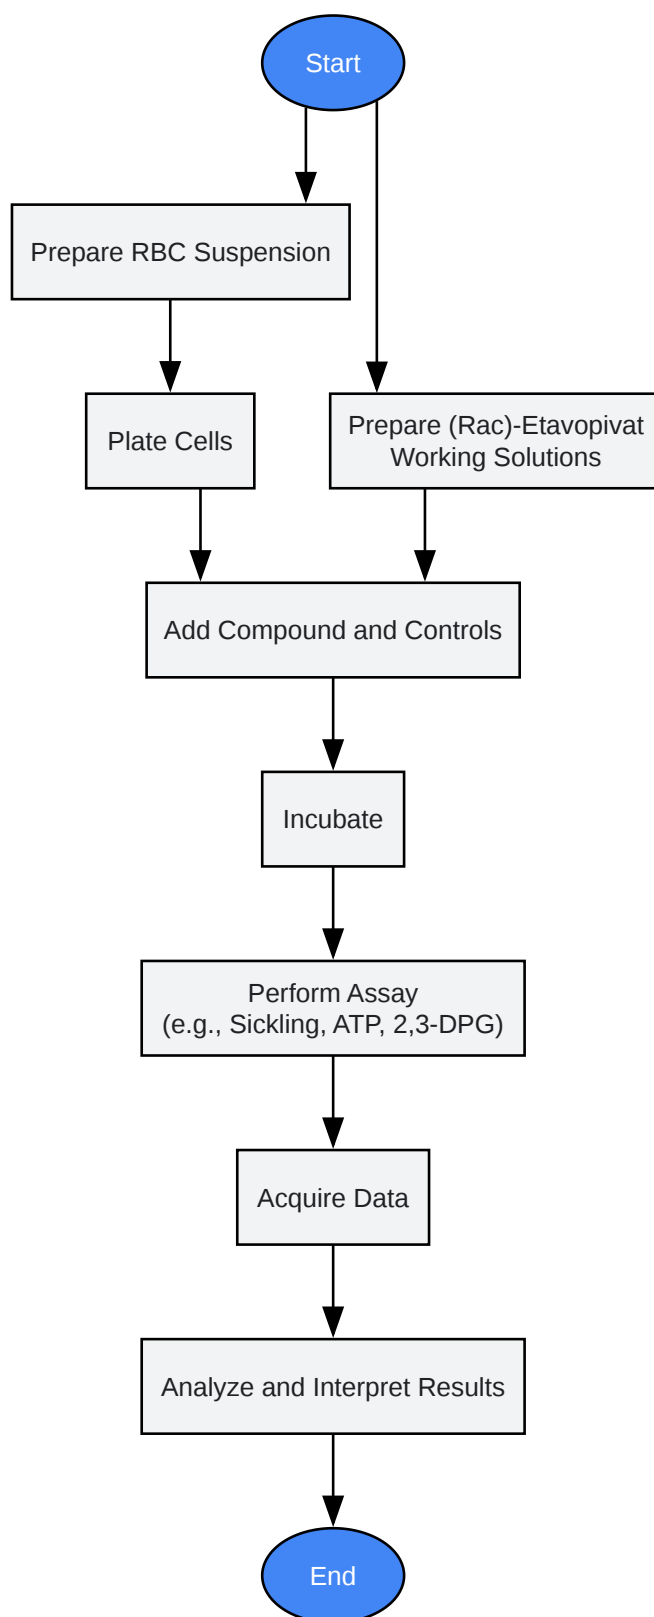 Start
Prepare RBC Suspension
Plate Cells
Prepare (Rac)-Etavopivat
Working Solutions
Add Compound and Controls
Incubate
Perform Assay
(e.g., Sickling, ATP, 2,3-DPG)
Acquire Data
Analyze and Interpret Results
End